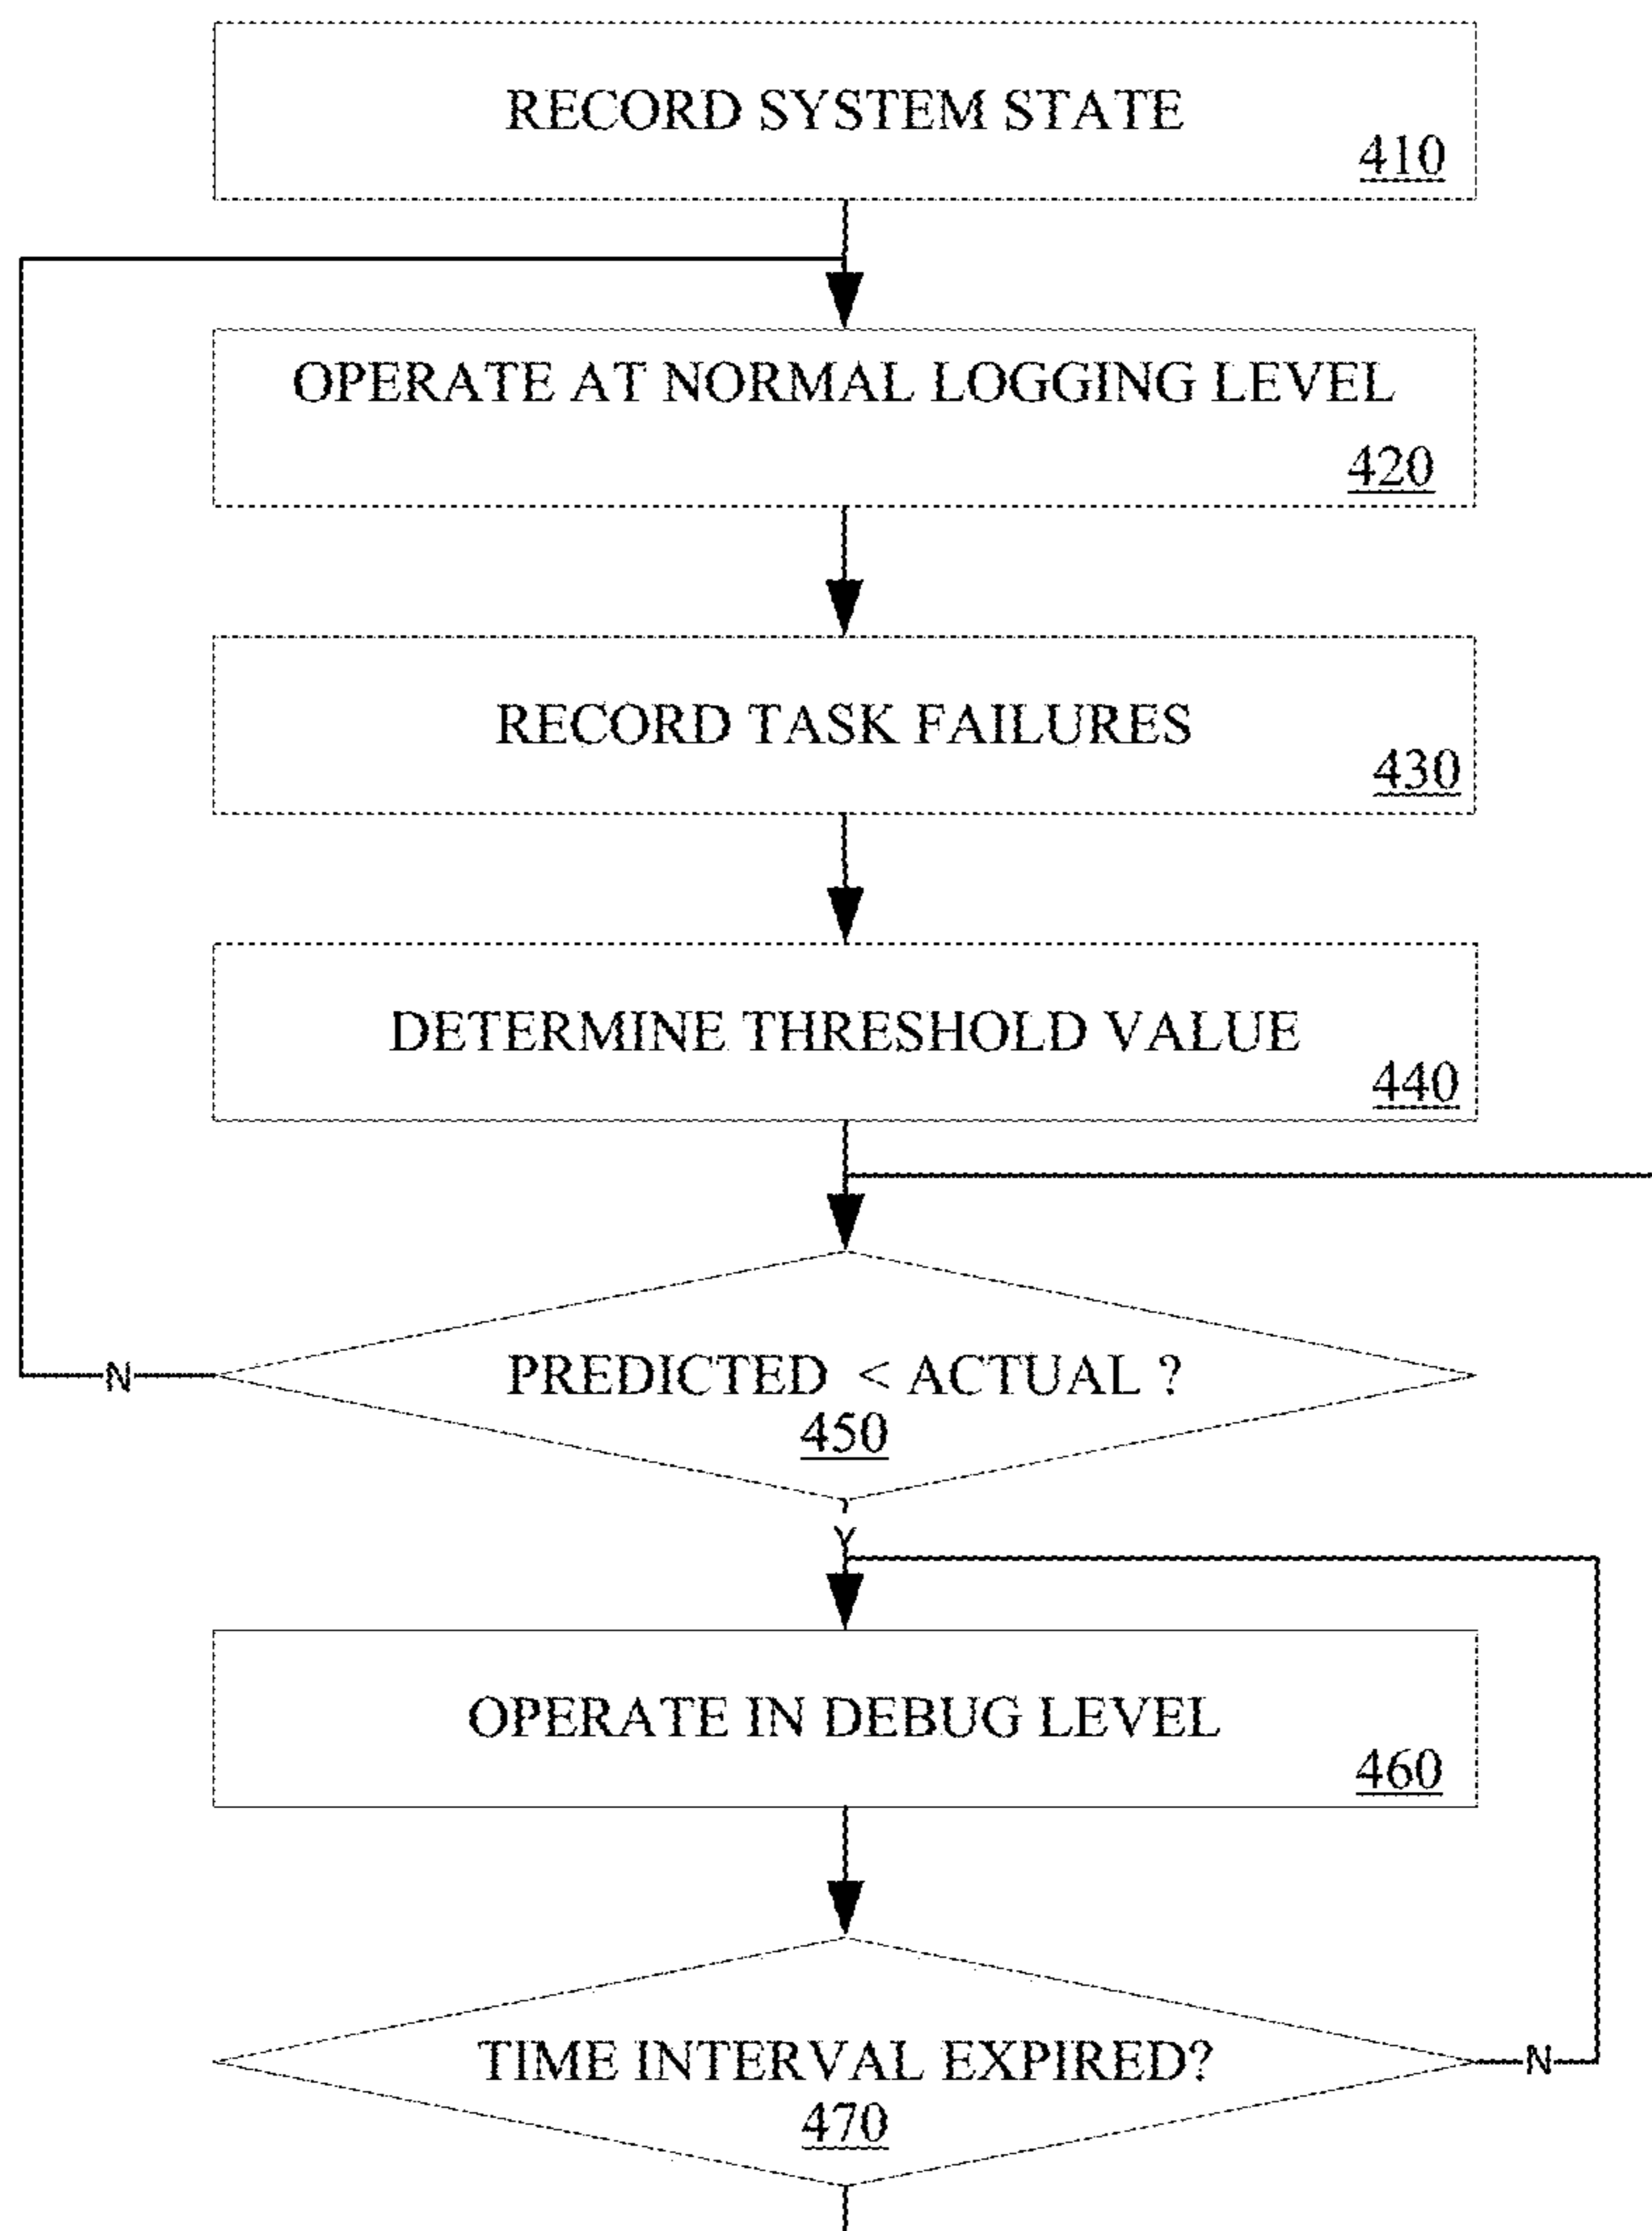 RECORD SYSTEM STATE
410
OPERATE AT NORMAL LOGGING LEVEL
420
RECORD TASK FAILURES
430
DETERMINE THRESHOLD VALUE
440
PREDICTED < ACTUAL ?
450
N
Y
OPERATE IN DEBUG LEVEL
460
TIME INTERVAL EXPIRED?
470
N